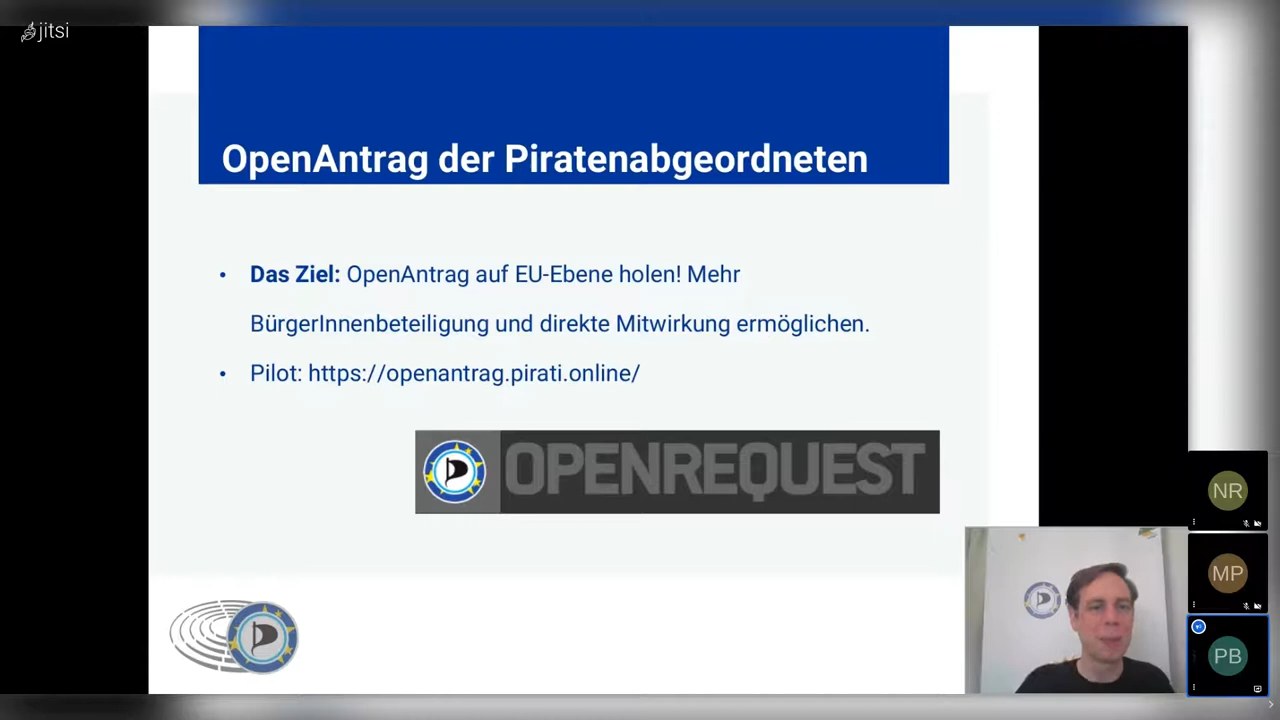 jitsi
OpenAntrag der Piratenabgeordneten
• Das Ziel: OpenAntrag auf EU-Ebene holen! Mehr
BürgerInnenbeteiligung und direkte Mitwirkung ermöglichen.
• Pilot: https://openantrag.pirati.online/
OPENREQUEST
NR
MP
PB